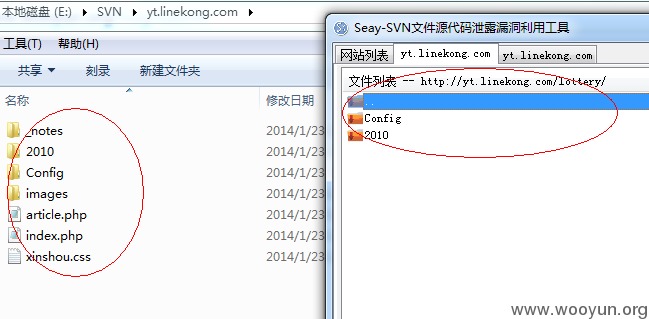 本地磁盘 (E:) ▸ SVN ▸ yt.linekong.com ▸
工具(T) 帮助(H)
共享 刻录 新建文件夹
名称 修改日期
_notes 2014/1/23
2010 2014/1/23
Config 2014/1/23
images 2014/1/23
article.php 2014/1/23
index.php 2014/1/23
xinshou.css 2014/1/23
Seay-SVN文件源代码泄露漏洞利用工具
网站列表 yt.linekong.com yt.linekong.com
文件列表 -- http://yt.linekong.com/lottery/
..
Config
2010
www.wooyun.org